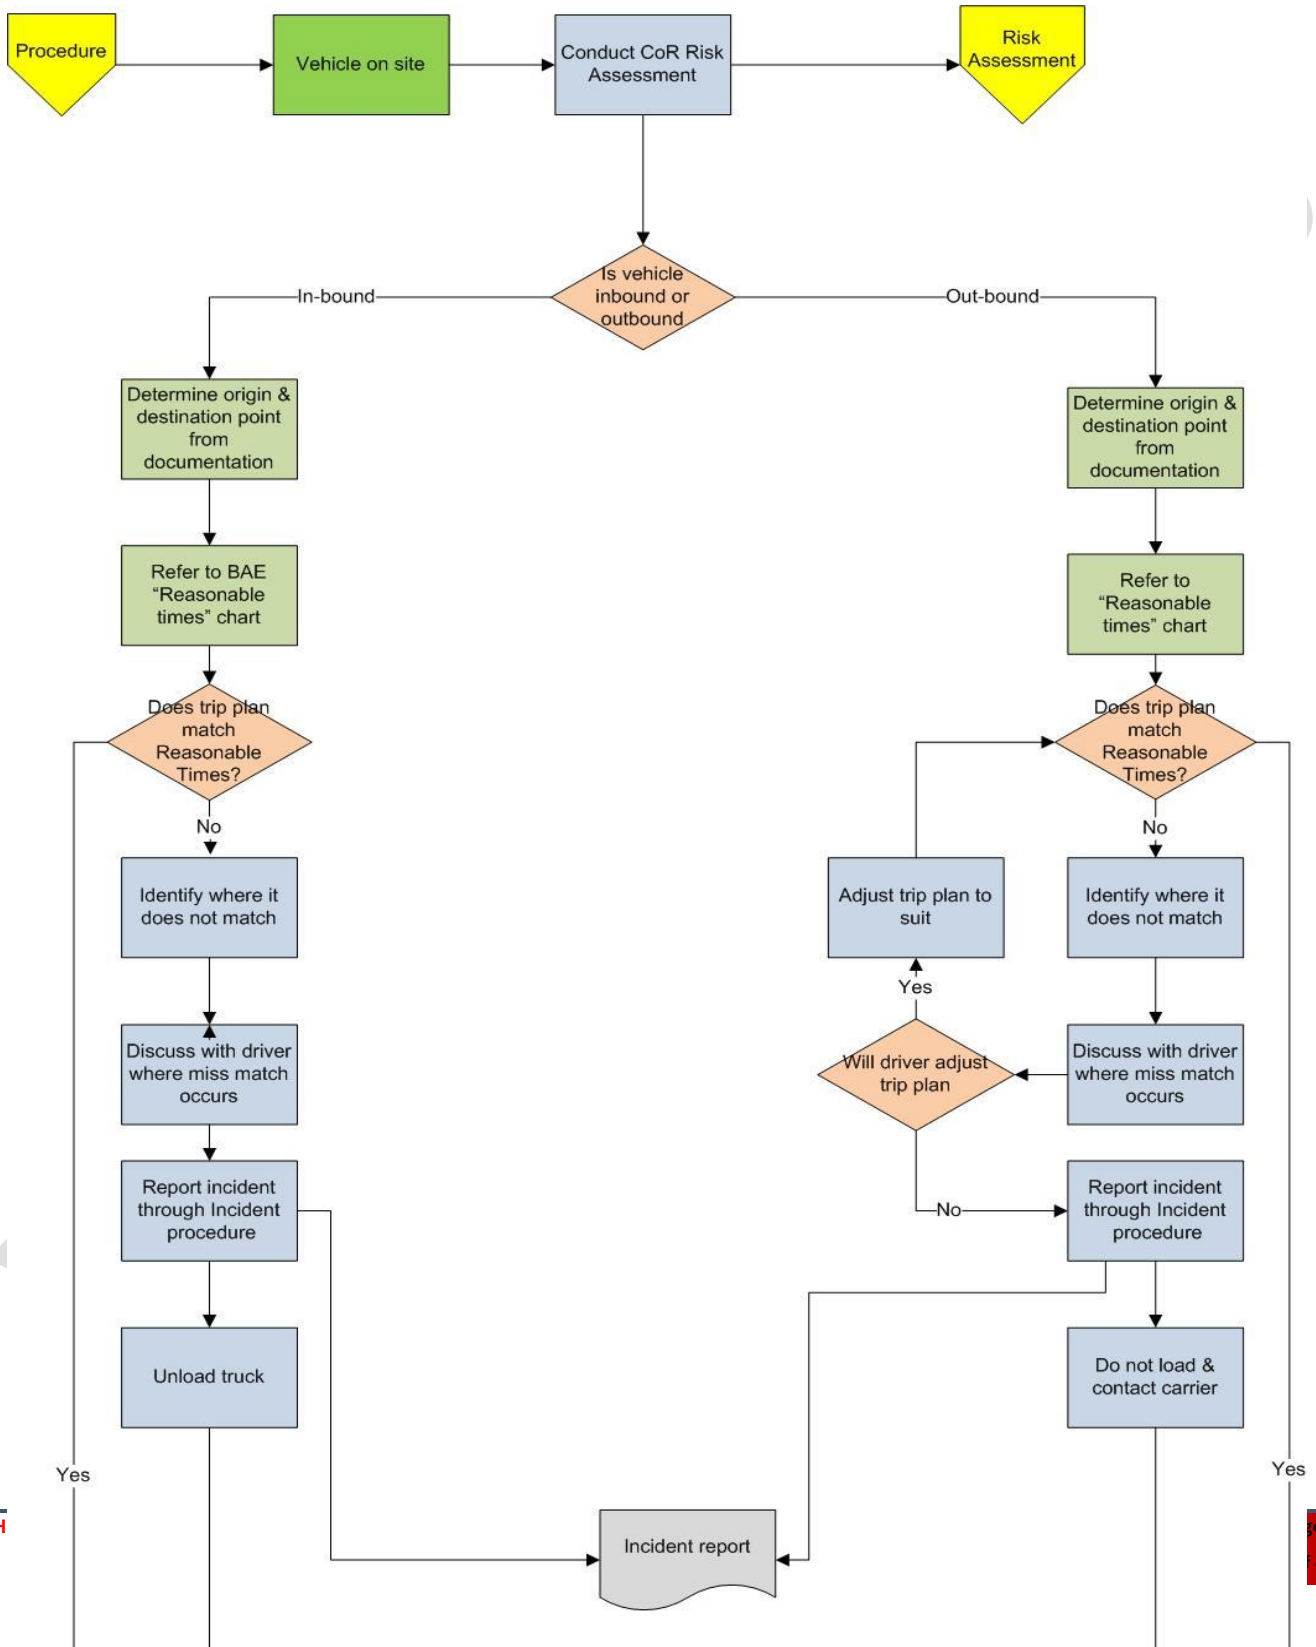 Procedure
Vehicle on site
Conduct CoR Risk
Assessment
Risk
Assessment
Is vehicle
inbound or
outbound
In-bound
Out-bound
Determine origin &
destination point
from
documentation
Determine origin &
destination point
from
documentation
Refer to BAE
“Reasonable
times” chart
Refer to
“Reasonable
times” chart
Does trip plan
match
Reasonable
Times?
Does trip plan
match
Reasonable
Times?
No
No
Identify where it
does not match
Adjust trip plan to
suit
Identify where it
does not match
Yes
Discuss with driver
where miss match
occurs
Will driver adjust
trip plan
Discuss with driver
where miss match
occurs
Report incident
through Incident
procedure
No
Report incident
through Incident
procedure
Unload truck
Do not load &
contact carrier
Yes
Yes
Incident report